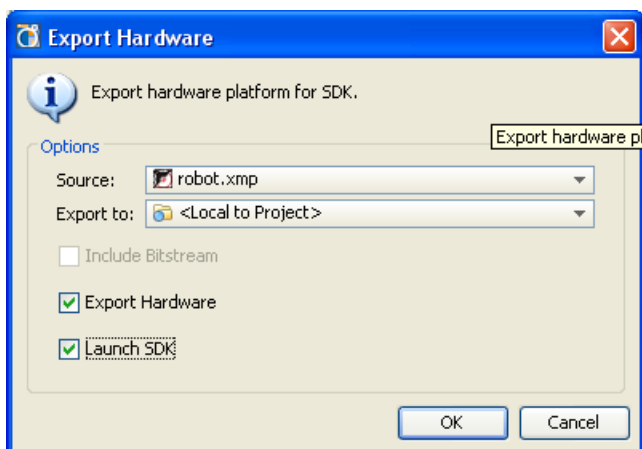 Export Hardware
Export hardware platform for SDK.
Export hardware pl
Options
Source: robot.xmp
Export to: <Local to Project>
Include Bitstream
Export Hardware
Launch SDK
OK Cancel